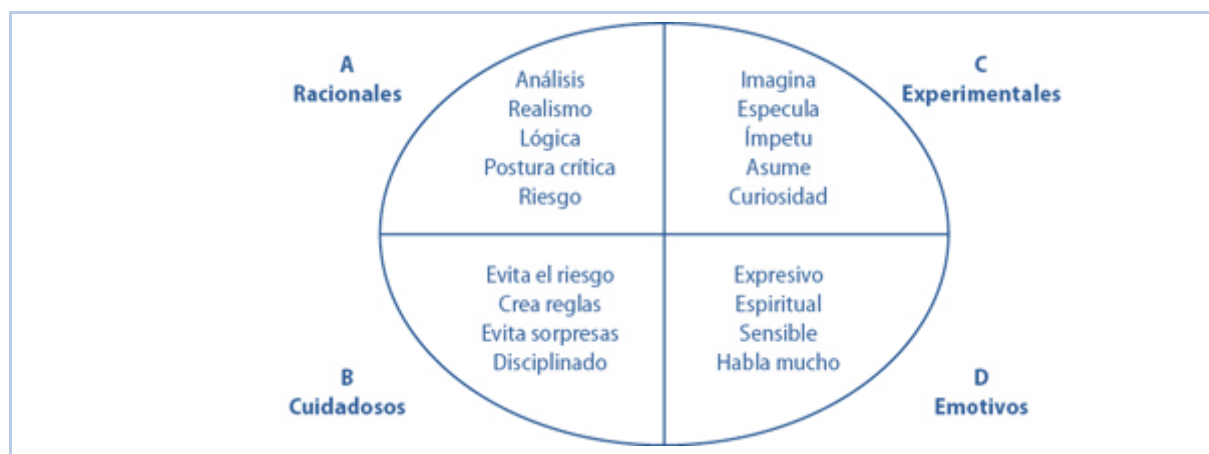 A
Racionales
Análisis
Realismo
Lógica
Postura crítica
Riesgo
Imagina
Especula
Ímpetu
Asume
Curiosidad
C
Experimentales
B
Cuidadosos
Evita el riesgo
Crea reglas
Evita sorpresas
Disciplinado
Expresivo
Espiritual
Sensible
Habla mucho
D
Emotivos